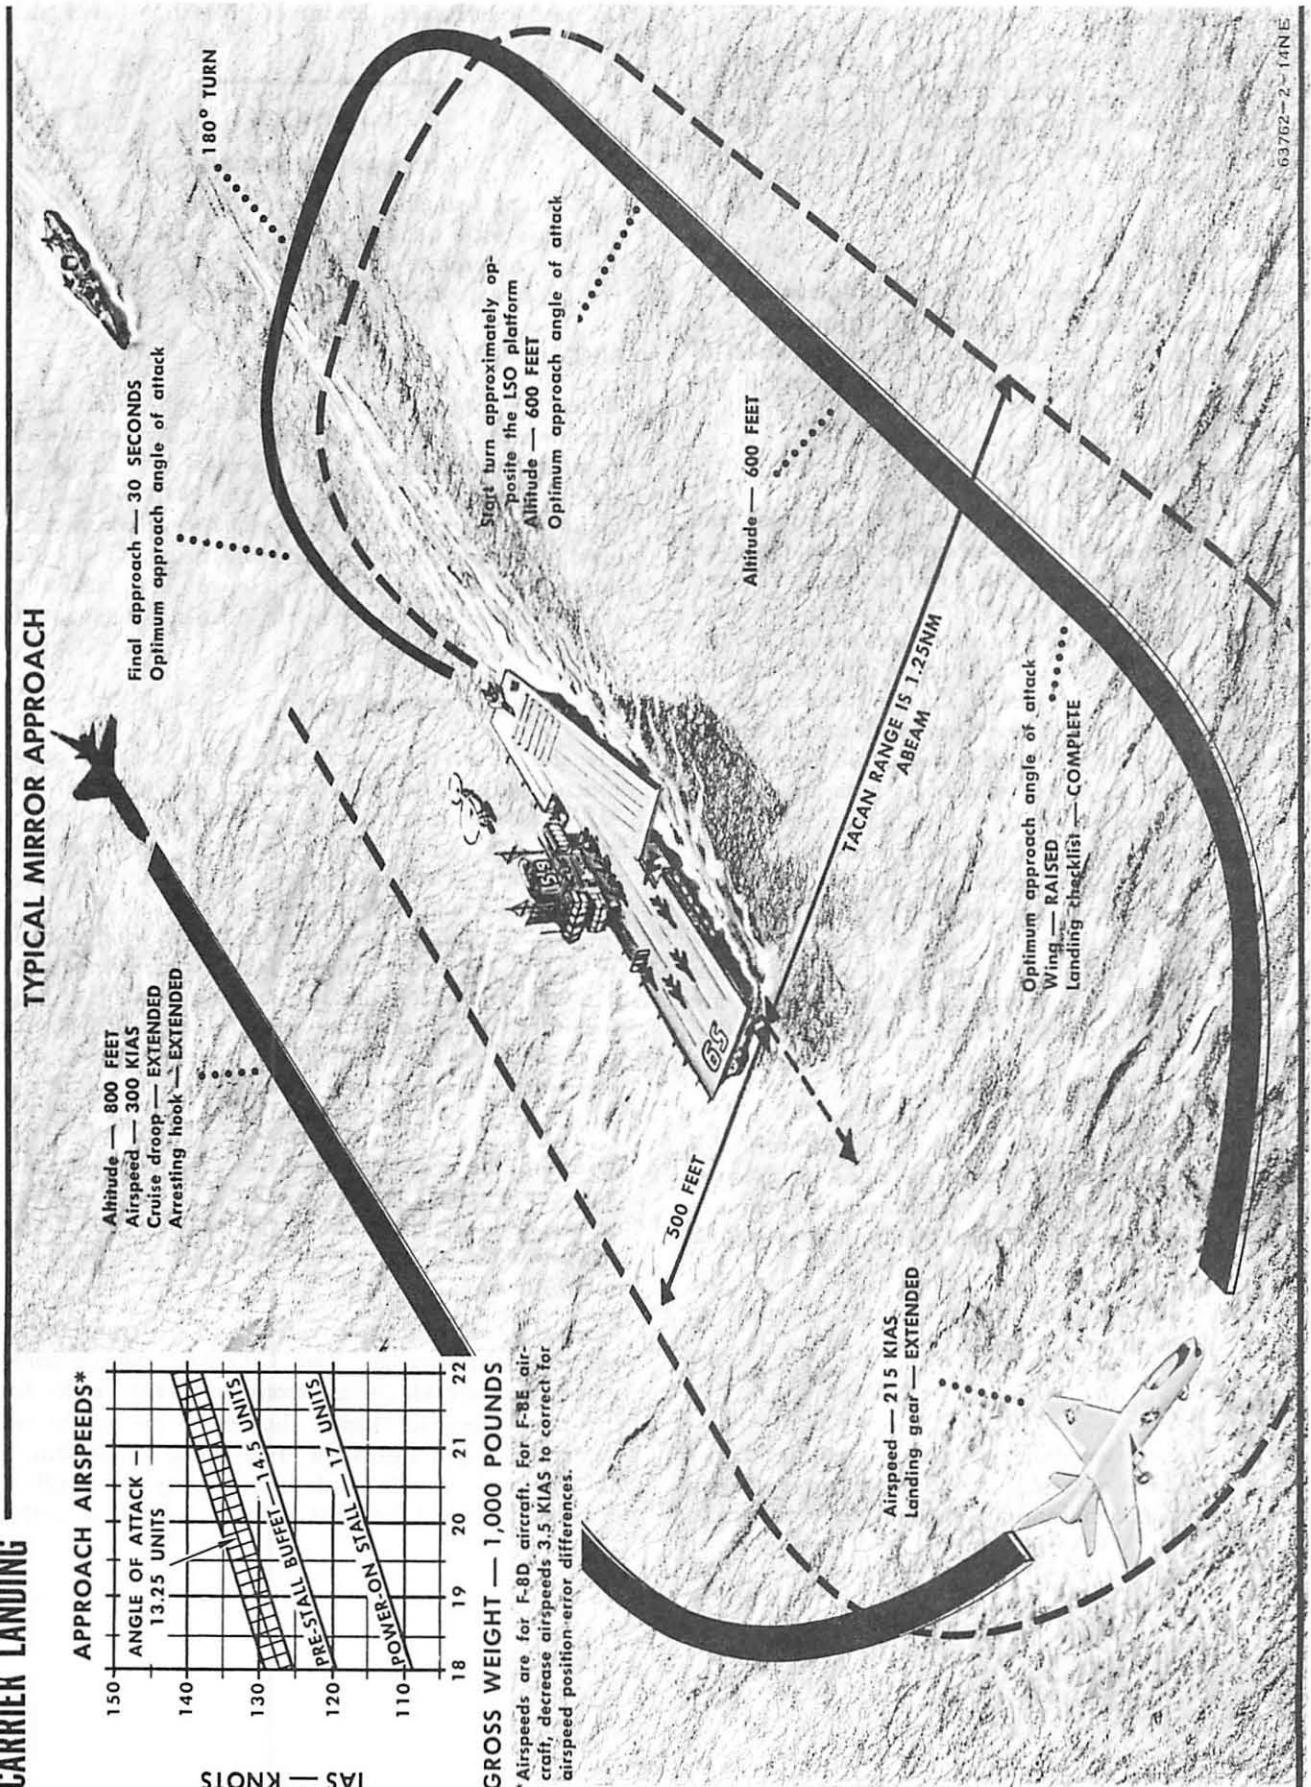 CARRIER LANDING
TYPICAL MIRROR APPROACH
APPROACH AIRSPEEDS*
ANGLE OF ATTACK —
13.25 UNITS
PRE-STALL BUFFET — 14.5 UNITS
POWER-ON STALL — 17 UNITS
150
140
130
120
110
IAS — KNOTS
18 19 20 21 22
GROSS WEIGHT — 1,000 POUNDS
*Airspeeds are for F-8D aircraft. For F-8E air-
craft, decrease airspeeds 3.5 KIAS to correct for
airspeed position error differences.
Altitude — 800 FEET
Airspeed — 300 KIAS
Cruise droop — EXTENDED
Arresting hook — EXTENDED
Final approach — 30 SECONDS
Optimum approach angle of attack
180° TURN
Start turn approximately op-
posite the LSO platform
Altitude — 600 FEET
Optimum approach angle of attack
Altitude — 600 FEET
59
59
500 FEET
TACAN RANGE IS 1.25NM
ABEAM
Optimum approach angle of attack
Wing — RAISED
Landing checklist — COMPLETE
Airspeed — 215 KIAS
Landing gear — EXTENDED
63762—2—14NE